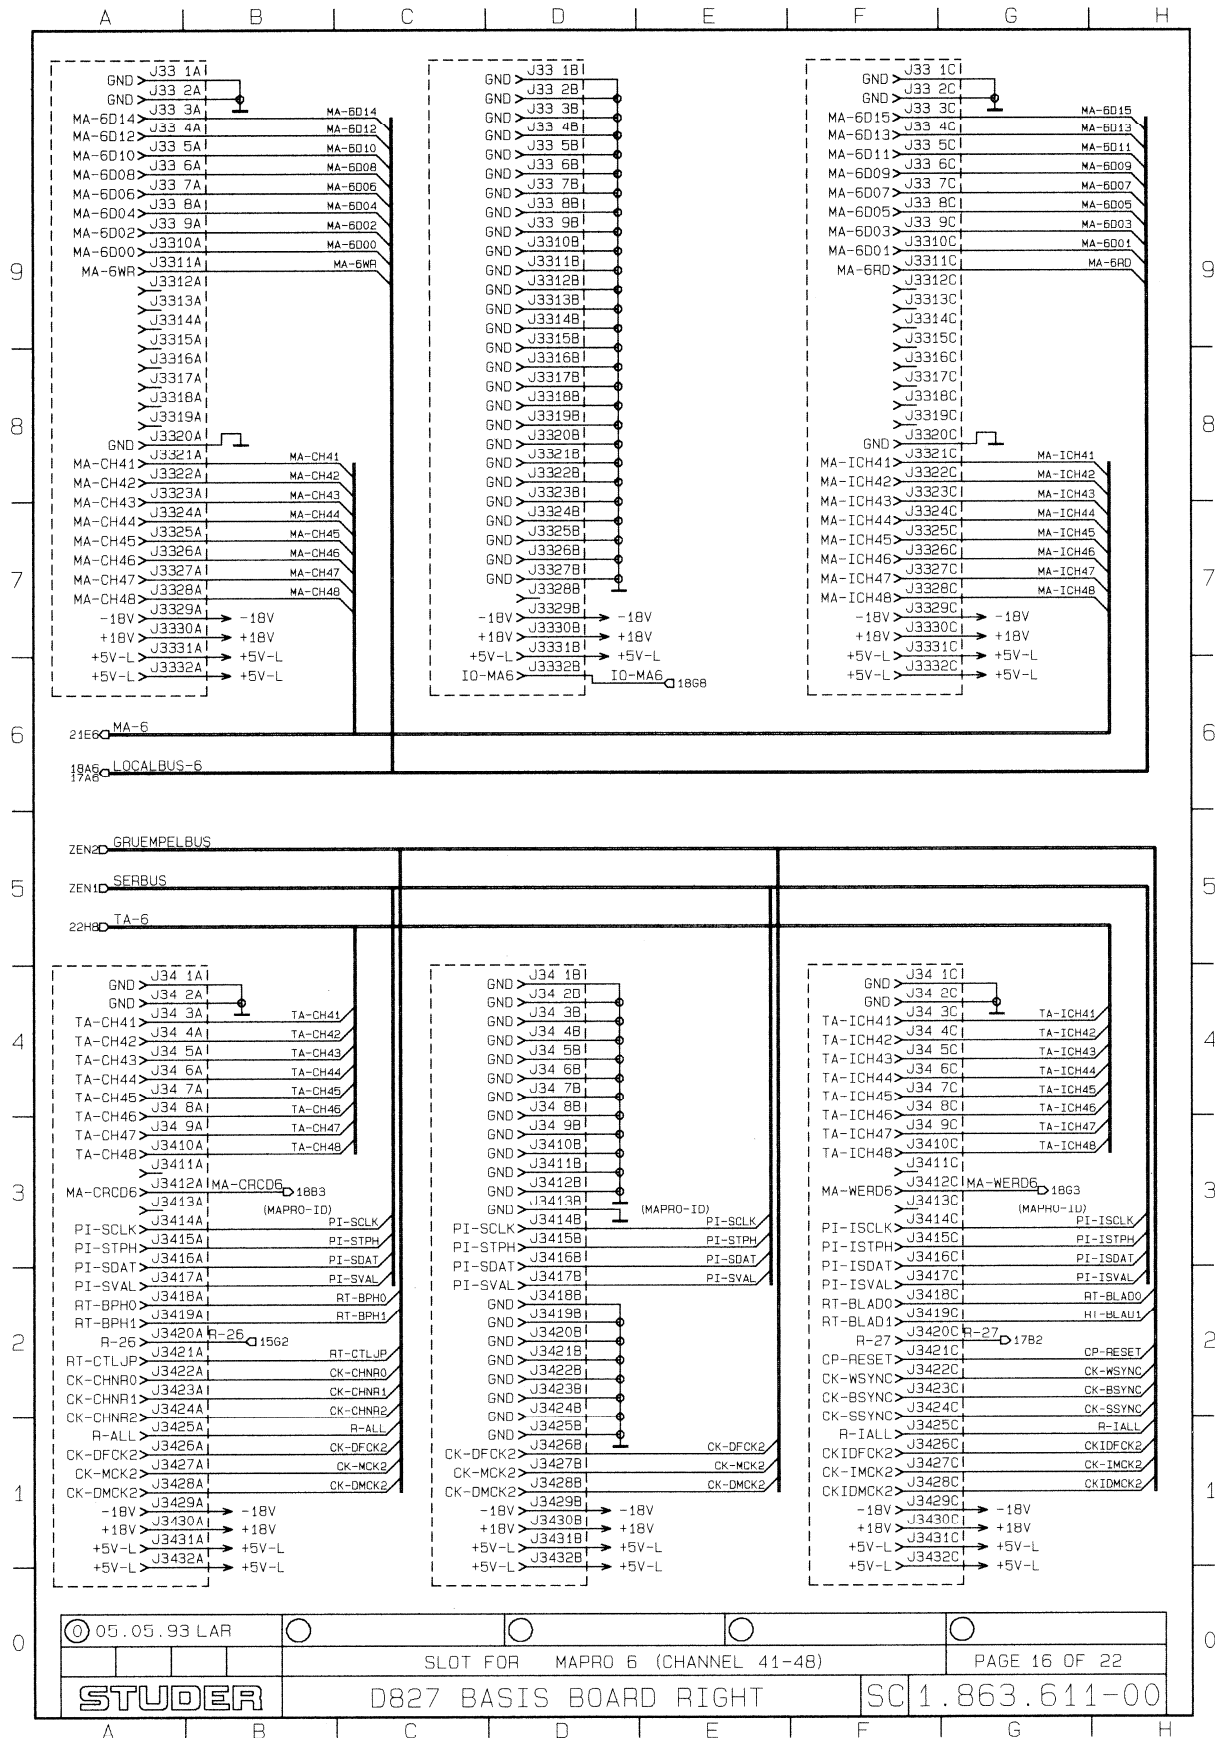 A B C D E F G H
J33 1A
GND
J33 2A
GND
J33 3A
MA-6D14 MA-6D14
J33 4A
MA-6D12 MA-6D12
J33 5A
MA-6D10 MA-6D10
J33 6A
MA-6D08 MA-6D08
J33 7A
MA-6D06 MA-6D06
J33 8A
MA-6D04 MA-6D04
J33 9A
MA-6D02 MA-6D02
J3310A
MA-6D00 MA-6D00
J3311A
MA-6WR MA-6WR
J3312A
J3313A
J3314A
J3315A
J3316A
J3317A
J3318A
J3319A
J3320A
GND
J3321A
MA-CH41 MA-CH41
J3322A
MA-CH42 MA-CH42
J3323A
MA-CH43 MA-CH43
J3324A
MA-CH44 MA-CH44
J3325A
MA-CH45 MA-CH45
J3326A
MA-CH46 MA-CH46
J3327A
MA-CH47 MA-CH47
J3328A
MA-CH48 MA-CH48
J3329A
-18V -18V
J3330A
+18V +18V
J3331A
+5V-L +5V-L
J3332A
+5V-L +5V-L
J33 1B
GND
J33 2B
GND
J33 3B
GND
J33 4B
GND
J33 5B
GND
J33 6B
GND
J33 7B
GND
J33 8B
GND
J33 9B
GND
J3310B
GND
J3311B
GND
J3312B
GND
J3313B
GND
J3314B
GND
J3315B
GND
J3316B
GND
J3317B
GND
J3318B
GND
J3319B
GND
J3320B
GND
J3321B
GND
J3322B
GND
J3323B
GND
J3324B
GND
J3325B
GND
J3326B
GND
J3327B
GND
J3328B
J3329B
-18V -18V
J3330B
+18V +18V
J3331B
+5V-L +5V-L
J3332B
IO-MA6 IO-MA6 18G8
J33 1C
GND
J33 2C
GND
J33 3C
MA-6D15 MA-6D15
J33 4C
MA-6D13 MA-6D13
J33 5C
MA-6D11 MA-6D11
J33 6C
MA-6D09 MA-6D09
J33 7C
MA-6D07 MA-6D07
J33 8C
MA-6D05 MA-6D05
J33 9C
MA-6D03 MA-6D03
J3310C
MA-6D01 MA-6D01
J3311C
MA-6RD MA-6RD
J3312C
J3313C
J3314C
J3315C
J3316C
J3317C
J3318C
J3319C
J3320C
GND
J3321C
MA-ICH41 MA-ICH41
J3322C
MA-ICH42 MA-ICH42
J3323C
MA-ICH43 MA-ICH43
J3324C
MA-ICH44 MA-ICH44
J3325C
MA-ICH45 MA-ICH45
J3326C
MA-ICH46 MA-ICH46
J3327C
MA-ICH47 MA-ICH47
J3328C
MA-ICH48 MA-ICH48
J3329C
-18V -18V
J3330C
+18V +18V
J3331C
+5V-L +5V-L
J3332C
+5V-L +5V-L
9 9
8 8
7 7
6 6
21E6 MA-6
18A6
17A6 LOCALBUS-6
ZEN2 GRUEMPELBUS
5 5
ZEN1 SERBUS
22H8 TA-6
J34 1A
GND
J34 2A
GND
J34 3A
TA-CH41 TA-CH41
J34 4A
TA-CH42 TA-CH42
J34 5A
TA-CH43 TA-CH43
J34 6A
TA-CH44 TA-CH44
J34 7A
TA-CH45 TA-CH45
J34 8A
TA-CH46 TA-CH46
J34 9A
TA-CH47 TA-CH47
J3410A
TA-CH48 TA-CH48
J3411A
J3412A
MA-CRCD6 MA-CRCD6 18B3
J3413A
(MAPRO-ID)
J3414A
PI-SCLK PI-SCLK
J3415A
PI-STPH PI-STPH
J3416A
PI-SDAT PI-SDAT
J3417A
PI-SVAL PI-SVAL
J3418A
RT-BPH0 RT-BPH0
J3419A
RT-BPH1 RT-BPH1
J3420A
R-26 R-26 15G2
J3421A
RT-CTLJP RT-CTLJP
J3422A
CK-CHNR0 CK-CHNR0
J3423A
CK-CHNR1 CK-CHNR1
J3424A
CK-CHNR2 CK-CHNR2
J3425A
R-ALL R-ALL
J3426A
CK-DFCK2 CK-DFCK2
J3427A
CK-MCK2 CK-MCK2
J3428A
CK-DMCK2 CK-DMCK2
J3429A
-18V -18V
J3430A
+18V +18V
J3431A
+5V-L +5V-L
J3432A
+5V-L +5V-L
J34 1B
GND
J34 2B
GND
J34 3B
GND
J34 4B
GND
J34 5B
GND
J34 6B
GND
J34 7B
GND
J34 8B
GND
J34 9B
GND
J3410B
GND
J3411B
GND
J3412B
GND
J3413B
GND (MAPRO-ID)
J3414B
PI-SCLK PI-SCLK
J3415B
PI-STPH PI-STPH
J3416B
PI-SDAT PI-SDAT
J3417B
PI-SVAL PI-SVAL
J3418B
GND
J3419B
GND
J3420B
GND
J3421B
GND
J3422B
GND
J3423B
GND
J3424B
GND
J3425B
GND
J3426B
CK-DFCK2 CK-DFCK2
J3427B
CK-MCK2 CK-MCK2
J3428B
CK-DMCK2 CK-DMCK2
J3429B
-18V -18V
J3430B
+18V +18V
J3431B
+5V-L +5V-L
J3432B
+5V-L +5V-L
J34 1C
GND
J34 2C
GND
J34 3C
TA-ICH41 TA-ICH41
J34 4C
TA-ICH42 TA-ICH42
J34 5C
TA-ICH43 TA-ICH43
J34 6C
TA-ICH44 TA-ICH44
J34 7C
TA-ICH45 TA-ICH45
J34 8C
TA-ICH46 TA-ICH46
J34 9C
TA-ICH47 TA-ICH47
J3410C
TA-ICH48 TA-ICH48
J3411C
J3412C
MA-WERD6 MA-WERD6 18G3
J3413C
(MAPRO-ID)
J3414C
PI-ISCLK PI-ISCLK
J3415C
PI-ISTPH PI-ISTPH
J3416C
PI-ISDAT PI-ISDAT
J3417C
PI-ISVAL PI-ISVAL
J3418C
RT-BLAD0 RT-BLAD0
J3419C
RT-BLAD1 RT-BLAD1
J3420C
R-27 R-27 17B2
J3421C
CP-RESET CP-RESET
J3422C
CK-WSYNC CK-WSYNC
J3423C
CK-BSYNC CK-BSYNC
J3424C
CK-SSYNC CK-SSYNC
J3425C
R-IALL R-IALL
J3426C
CKIDFCK2 CKIDFCK2
J3427C
CK-IMCK2 CK-IMCK2
J3428C
CKIDMCK2 CKIDMCK2
J3429C
-18V -18V
J3430C
+18V +18V
J3431C
+5V-L +5V-L
J3432C
+5V-L +5V-L
4 4
3 3
2 2
1 1
0 0
0 05.05.93 LAR
SLOT FOR MAPRO 6 (CHANNEL 41-48) PAGE 16 OF 22
STUDER D827 BASIS BOARD RIGHT SC 1.863.611-00
A B C D E F G H